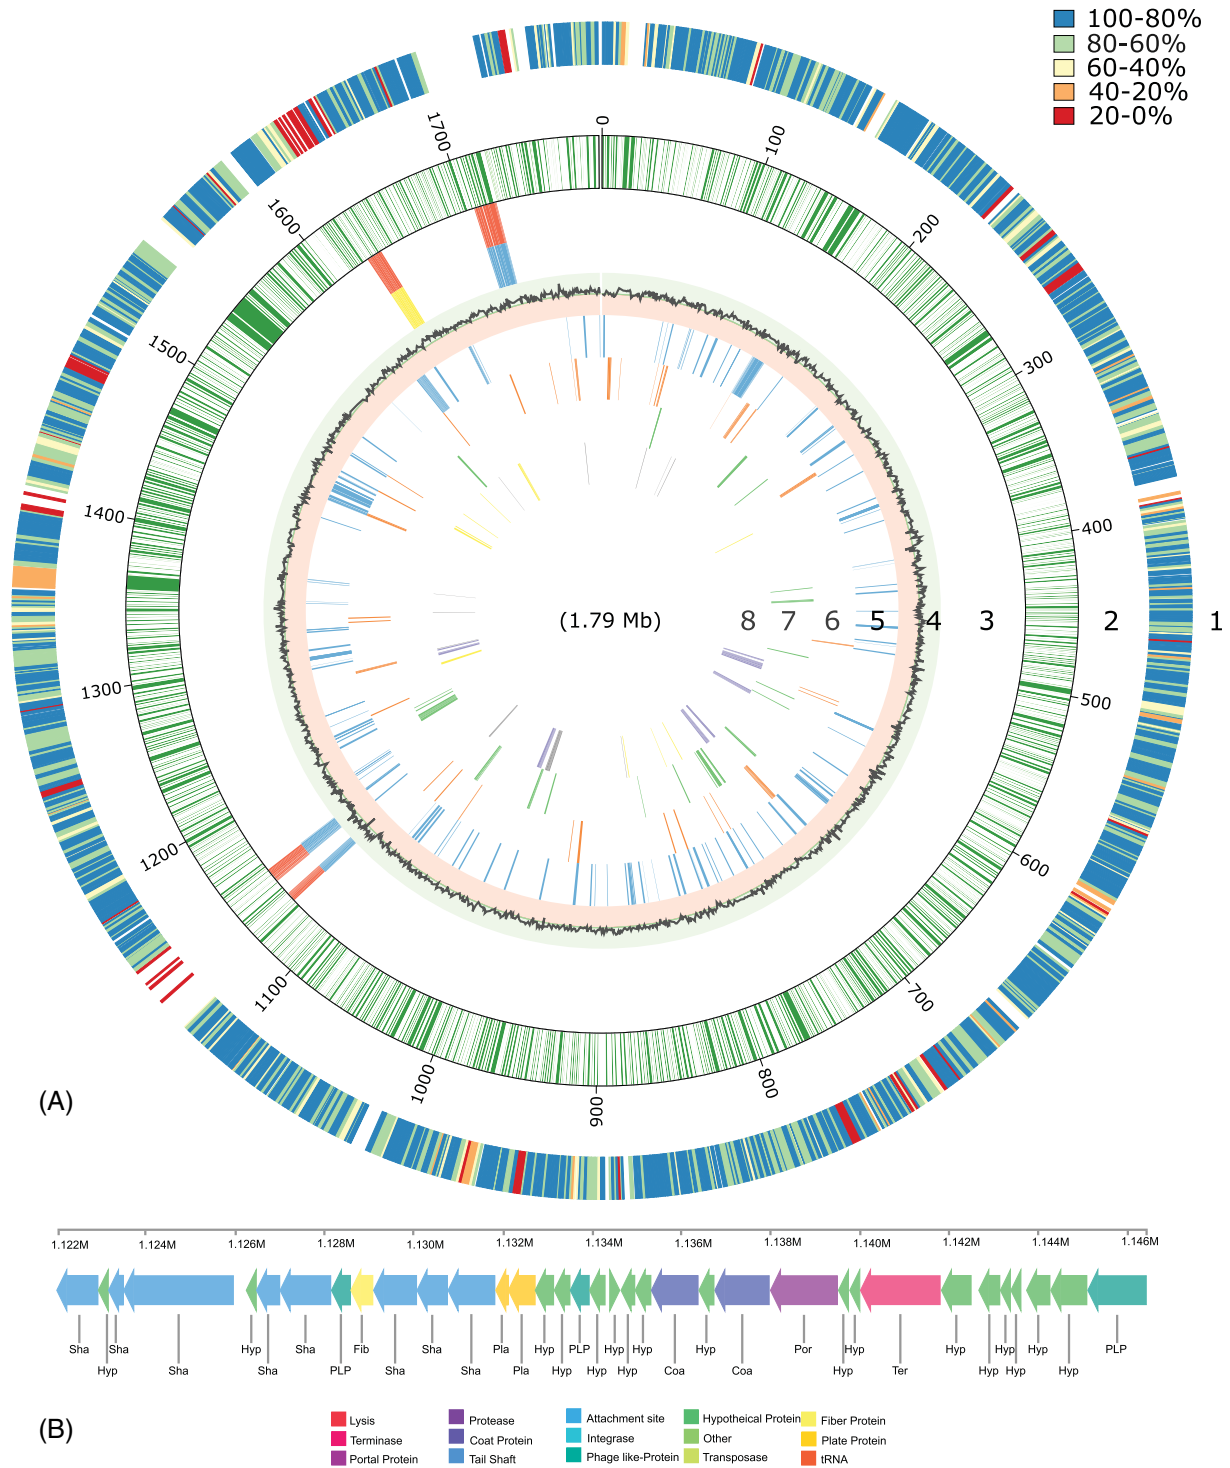 100-80%
80-60%
60-40%
40-20%
20-0%
0
100
200
300
400
500
600
700
800
900
1000
1100
1200
1300
1400
1500
1600
1700
(1.79 Mb)
8 7 6 5 4 3 2 1
(A)
1.122M 1.124M 1.126M 1.128M 1.130M 1.132M 1.134M 1.136M 1.138M 1.140M 1.142M 1.144M 1.146M
Sha Sha Hyp Sha Fib Sha Pla Hyp PLP Hyp Hyp Hyp Por Hyp Hyp Hyp Hyp PLP
Hyp Sha Sha PLP Sha Sha Pla Hyp Hyp Hyp Coa Coa Hyp Ter Hyp Hyp Hyp
(B)
Lysis Protease Attachment site Hypotheical Protein Fiber Protein
Terminase Coat Protein Integrase Other Plate Protein
Portal Protein Tail Shaft Phage like-Protein Transposase tRNA